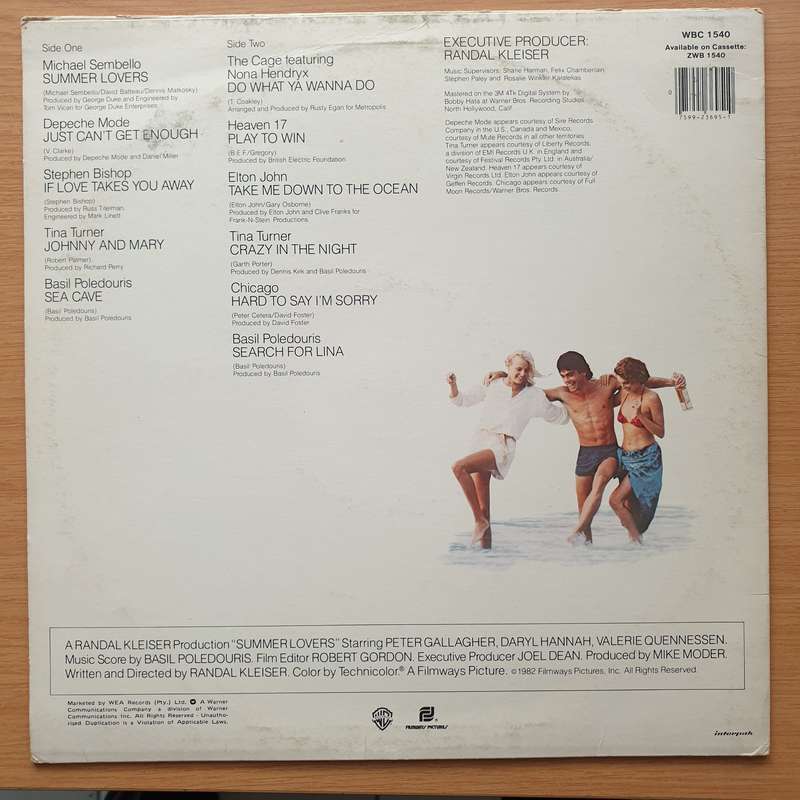 Side One
Michael Sembello
SUMMER LOVERS
(Michael Sembello/David Batteau/Dennis Matkosky)
Produced by George Duke and Engineered by
Tom Vicari for George Duke Enterprises.
Depeche Mode
JUST CAN'T GET ENOUGH
(V. Clarke)
Produced by Depeche Mode and Daniel Miller
Stephen Bishop
IF LOVE TAKES YOU AWAY
(Stephen Bishop)
Produced by Russ Titelman.
Engineered by Mark Linett
Tina Turner
JOHNNY AND MARY
(Robert Palmer)
Produced by Richard Perry
Basil Poledouris
SEA CAVE
(Basil Poledouris)
Produced by Basil Poledouris
Side Two
The Cage featuring
Nona Hendryx
DO WHAT YA WANNA DO
(T. Coakley)
Arranged and Produced by Rusty Egan for Metropolis
Heaven 17
PLAY TO WIN
(B.E.F./Gregory)
Produced by British Electric Foundation
Elton John
TAKE ME DOWN TO THE OCEAN
(Elton John/Gary Osborne)
Produced by Elton John and Clive Franks for
Frank-N-Stein Productions.
Tina Turner
CRAZY IN THE NIGHT
(Garth Porter)
Produced by Dennis Kirk and Basil Poledouris
Chicago
HARD TO SAY I'M SORRY
(Peter Cetera/David Foster)
Produced by David Foster
Basil Poledouris
SEARCH FOR LINA
(Basil Poledouris)
Produced by Basil Poledouris
EXECUTIVE PRODUCER:
RANDAL KLEISER
Music Supervisors: Shane Harman, Felix Chamberlain,
Stephen Paley and Rosalie Winkler Karalekas
Mastered on the 3M 4Tk Digital System by
Bobby Hata at Warner Bros. Recording Studios
North Hollywood, Calif
Depeche Mode appears courtesy of Sire Records
Company in the U.S., Canada and Mexico,
courtesy of Mute Records in all other territories.
Tina Turner appears courtesy of Liberty Records,
a division of EMI Records U.K. in England and
courtesy of Festival Records Pty. Ltd. in Australia/
New Zealand. Heaven 17 appears courtesy of
Virgin Records Ltd. Elton John appears courtesy of
Geffen Records. Chicago appears courtesy of Full
Moon Records/Warner Bros. Records.
WBC 1540
Available on Cassette:
ZWB 1540
0
7599-23695-1
A RANDAL KLEISER Production "SUMMER LOVERS" Starring PETER GALLAGHER, DARYL HANNAH, VALERIE QUENNESSEN.
Music Score by BASIL POLEDOURIS. Film Editor ROBERT GORDON. Executive Producer JOEL DEAN. Produced by MIKE MODER.
Written and Directed by RANDAL KLEISER. Color by Technicolor.® A Filmways Picture. ©1982 Filmways Pictures, Inc. All Rights Reserved.
Marketed by WEA Records (Pty.) Ltd. A Warner
Communications Company a division of Warner
Communications Inc. All Rights Reserved - Unautho-
rised Duplication is a Violation of Applicable Laws.
FILMWAYS PICTURES
interpak